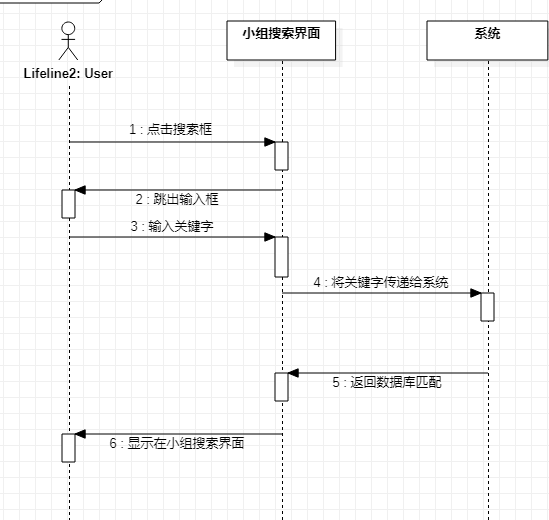 小组搜索界面
系统
Lifeline2: User
1 : 点击搜索框
2 : 跳出输入框
3 : 输入关键字
4 : 将关键字传递给系统
5 : 返回数据库匹配
6 : 显示在小组搜索界面